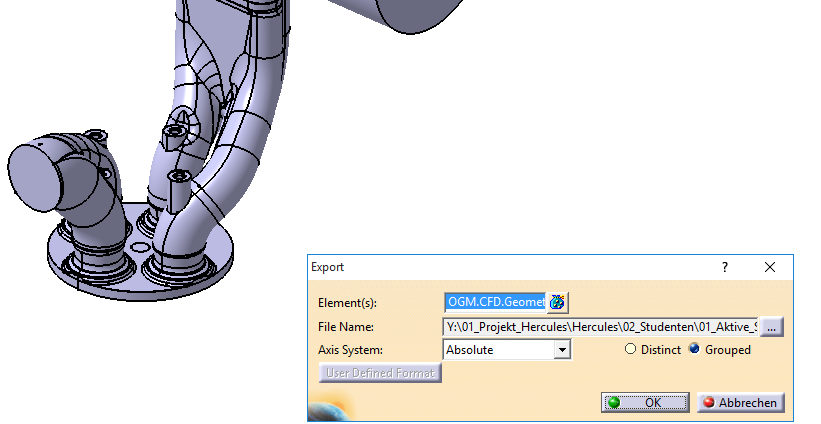 Export
Element(s): OGM.CFD.Geomet
File Name: Y:\01_Projekt_Hercules\Hercules\02_Studenten\01_Aktive_S ...
Axis System: Absolute Distinct Grouped
User Defined Format
OK Abbrechen